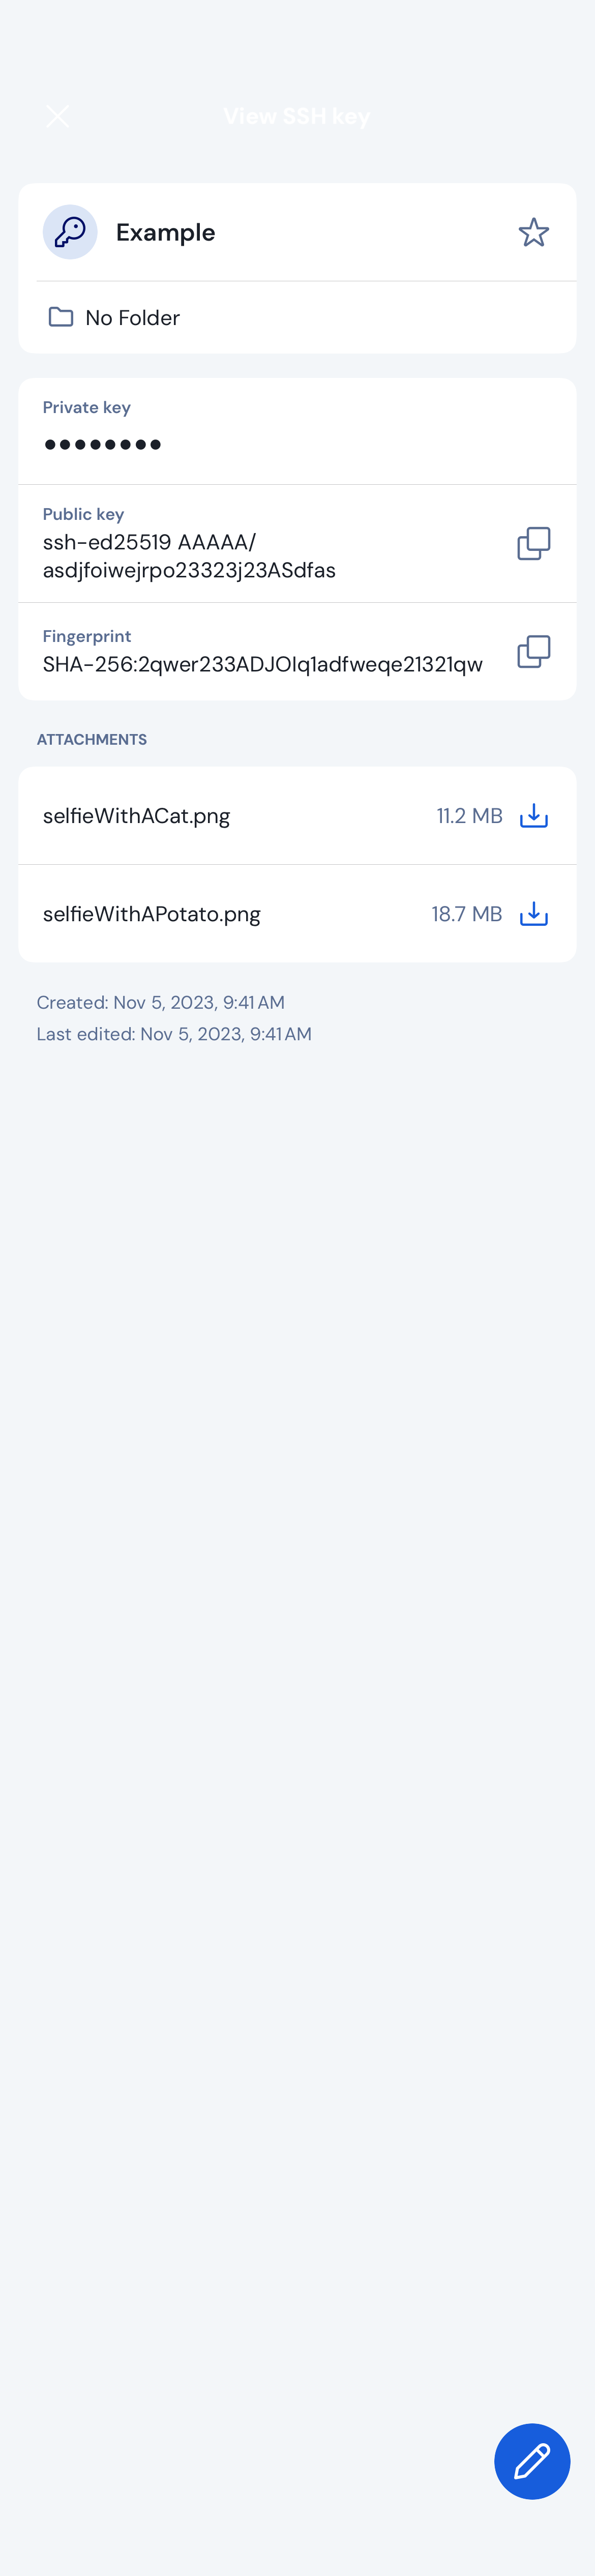 View SSH key
Example
No Folder
Private key
●●●●●●●●
Public key
ssh-ed25519 AAAAA/
asdjfoiwejrpo23323j23ASdfas
Fingerprint
SHA-256:2qwer233ADJOIq1adfweqe21321qw
ATTACHMENTS
selfieWithACat.png 11.2 MB
selfieWithAPotato.png 18.7 MB
Created: Nov 5, 2023, 9:41 AM
Last edited: Nov 5, 2023, 9:41 AM